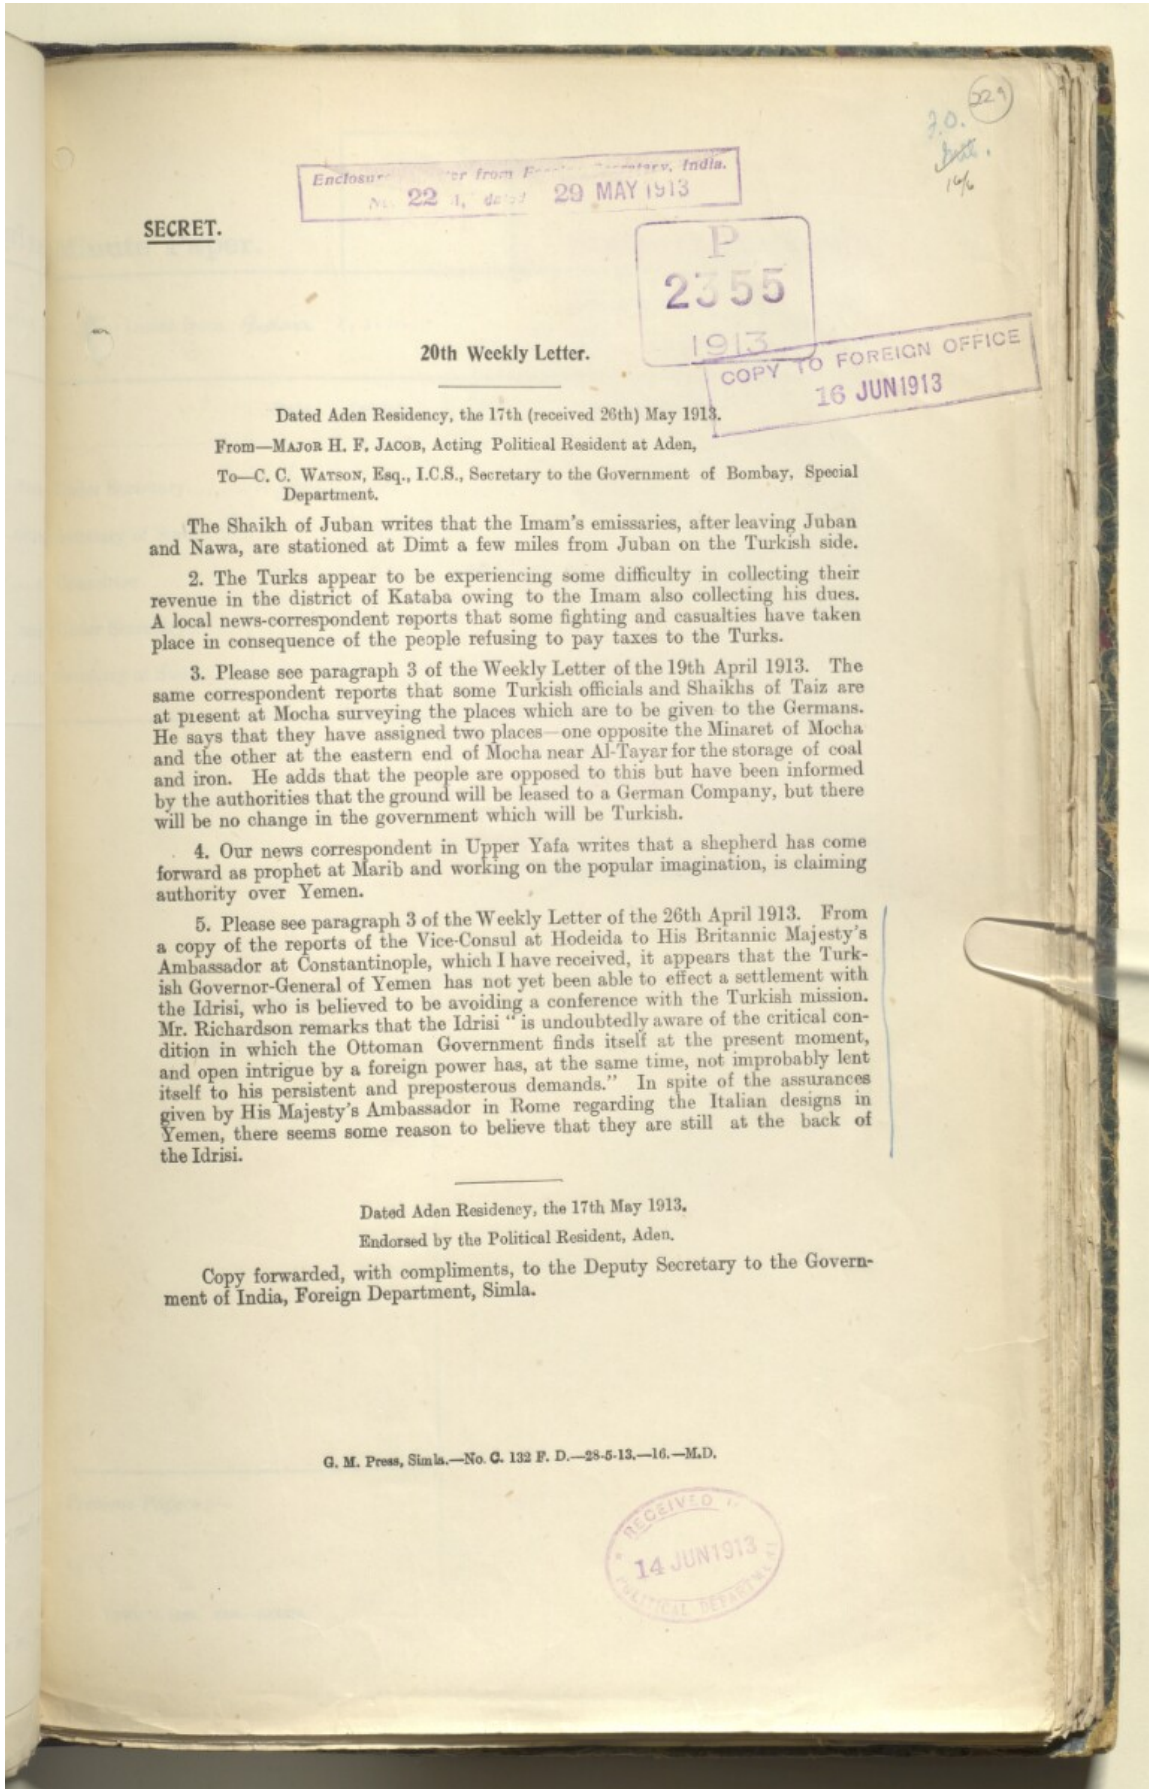 229
F.O.
16/6
Enclosure from Foreign Secretary, India.
No. 22 M, dated 29 MAY 1913
SECRET.
P
2355
1913
COPY TO FOREIGN OFFICE
16 JUN 1913
20th Weekly Letter.
Dated Aden Residency, the 17th (received 26th) May 1913.
From—MAJOR H. F. JACOB, Acting Political Resident at Aden,
To—C. C. WATSON, Esq., I.C.S., Secretary to the Government of Bombay, Special
Department.
The Shaikh of Juban writes that the Imam's emissaries, after leaving Juban
and Nawa, are stationed at Dimt a few miles from Juban on the Turkish side.
2. The Turks appear to be experiencing some difficulty in collecting their
revenue in the district of Kataba owing to the Imam also collecting his dues.
A local news-correspondent reports that some fighting and casualties have taken
place in consequence of the people refusing to pay taxes to the Turks.
3. Please see paragraph 3 of the Weekly Letter of the 19th April 1913. The
same correspondent reports that some Turkish officials and Shaikhs of Taiz are
at present at Mocha surveying the places which are to be given to the Germans.
He says that they have assigned two places—one opposite the Minaret of Mocha
and the other at the eastern end of Mocha near Al-Tayar for the storage of coal
and iron. He adds that the people are opposed to this but have been informed
by the authorities that the ground will be leased to a German Company, but there
will be no change in the government which will be Turkish.
4. Our news correspondent in Upper Yafa writes that a shepherd has come
forward as prophet at Marib and working on the popular imagination, is claiming
authority over Yemen.
5. Please see paragraph 3 of the Weekly Letter of the 26th April 1913. From
a copy of the reports of the Vice-Consul at Hodeida to His Britannic Majesty's
Ambassador at Constantinople, which I have received, it appears that the Turk-
ish Governor-General of Yemen has not yet been able to effect a settlement with
the Idrisi, who is believed to be avoiding a conference with the Turkish mission.
Mr. Richardson remarks that the Idrisi "is undoubtedly aware of the critical con-
dition in which the Ottoman Government finds itself at the present moment,
and open intrigue by a foreign power has, at the same time, not improbably lent
itself to his persistent and preposterous demands." In spite of the assurances
given by His Majesty's Ambassador in Rome regarding the Italian designs in
Yemen, there seems some reason to believe that they are still at the back of
the Idrisi.
Dated Aden Residency, the 17th May 1913.
Endorsed by the Political Resident, Aden.
Copy forwarded, with compliments, to the Deputy Secretary to the Govern-
ment of India, Foreign Department, Simla.
G. M. Press, Simla.—No. C. 132 F. D.—28-5-13.—16.—M.D.
RECEIVED
14 JUN 1913
POLITICAL DEPARTMENT